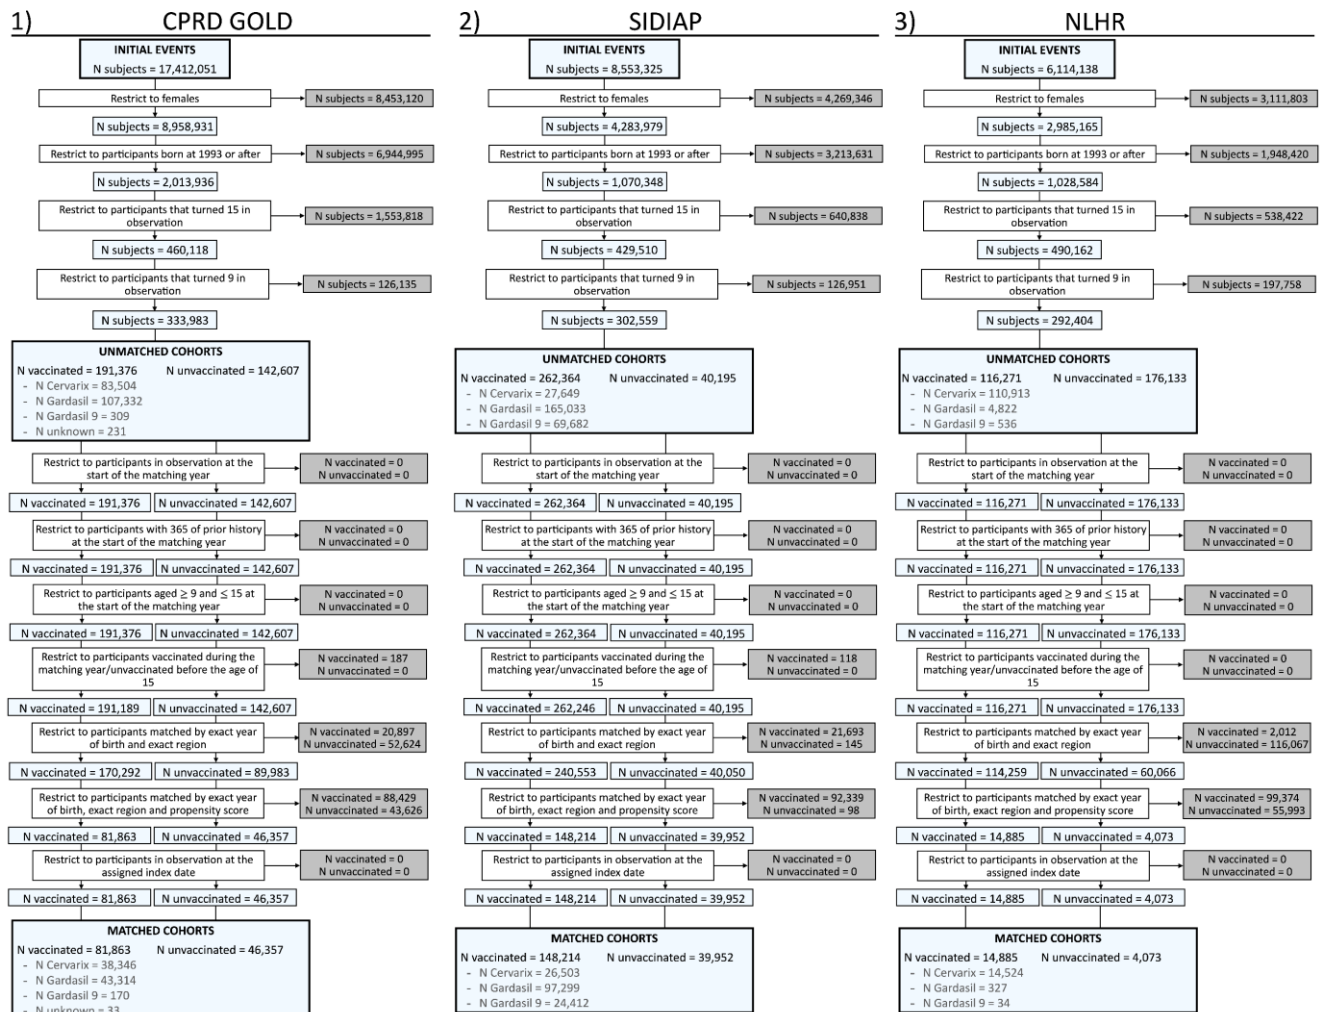 1) CPRD GOLD
INITIAL EVENTS
N subjects = 17,412,051
Restrict to females
N subjects = 8,453,120
N subjects = 8,958,931
Restrict to participants born at 1993 or after
N subjects = 6,944,995
N subjects = 2,013,936
Restrict to participants that turned 15 in
observation
N subjects = 1,553,818
N subjects = 460,118
Restrict to participants that turned 9 in
observation
N subjects = 126,135
N subjects = 333,983
UNMATCHED COHORTS
N vaccinated = 191,376 N unvaccinated = 142,607
- N Cervarix = 83,504
- N Gardasil = 107,332
- N Gardasil 9 = 309
- N unknown = 231
Restrict to participants in observation at the
start of the matching year
N vaccinated = 0
N unvaccinated = 0
N vaccinated = 191,376 N unvaccinated = 142,607
Restrict to participants with 365 of prior history
at the start of the matching year
N vaccinated = 0
N unvaccinated = 0
N vaccinated = 191,376 N unvaccinated = 142,607
Restrict to participants aged ≥ 9 and ≤ 15 at
the start of the matching year
N vaccinated = 0
N unvaccinated = 0
N vaccinated = 191,376 N unvaccinated = 142,607
Restrict to participants vaccinated during the
matching year/unvaccinated before the age of
15
N vaccinated = 187
N unvaccinated = 0
N vaccinated = 191,189 N unvaccinated = 142,607
Restrict to participants matched by exact year
of birth and exact region
N vaccinated = 20,897
N unvaccinated = 52,624
N vaccinated = 170,292 N unvaccinated = 89,983
Restrict to participants matched by exact year
of birth, exact region and propensity score
N vaccinated = 88,429
N unvaccinated = 43,626
N vaccinated = 81,863 N unvaccinated = 46,357
Restrict to participants in observation at the
assigned index date
N vaccinated = 0
N unvaccinated = 0
N vaccinated = 81,863 N unvaccinated = 46,357
MATCHED COHORTS
N vaccinated = 81,863 N unvaccinated = 46,357
- N Cervarix = 38,346
- N Gardasil = 43,314
- N Gardasil 9 = 170
- N unknown = 33
2) SIDIAP
INITIAL EVENTS
N subjects = 8,553,325
Restrict to females
N subjects = 4,269,346
N subjects = 4,283,979
Restrict to participants born at 1993 or after
N subjects = 3,213,631
N subjects = 1,070,348
Restrict to participants that turned 15 in
observation
N subjects = 640,838
N subjects = 429,510
Restrict to participants that turned 9 in
observation
N subjects = 126,951
N subjects = 302,559
UNMATCHED COHORTS
N vaccinated = 262,364 N unvaccinated = 40,195
- N Cervarix = 27,649
- N Gardasil = 165,033
- N Gardasil 9 = 69,682
Restrict to participants in observation at the
start of the matching year
N vaccinated = 0
N unvaccinated = 0
N vaccinated = 262,364 N unvaccinated = 40,195
Restrict to participants with 365 of prior history
at the start of the matching year
N vaccinated = 0
N unvaccinated = 0
N vaccinated = 262,364 N unvaccinated = 40,195
Restrict to participants aged ≥ 9 and ≤ 15 at
the start of the matching year
N vaccinated = 0
N unvaccinated = 0
N vaccinated = 262,364 N unvaccinated = 40,195
Restrict to participants vaccinated during the
matching year/unvaccinated before the age of
15
N vaccinated = 118
N unvaccinated = 0
N vaccinated = 262,246 N unvaccinated = 40,195
Restrict to participants matched by exact year
of birth and exact region
N vaccinated = 21,693
N unvaccinated = 145
N vaccinated = 240,553 N unvaccinated = 40,050
Restrict to participants matched by exact year
of birth, exact region and propensity score
N vaccinated = 92,339
N unvaccinated = 98
N vaccinated = 148,214 N unvaccinated = 39,952
Restrict to participants in observation at the
assigned index date
N vaccinated = 0
N unvaccinated = 0
N vaccinated = 148,214 N unvaccinated = 39,952
MATCHED COHORTS
N vaccinated = 148,214 N unvaccinated = 39,952
- N Cervarix = 26,503
- N Gardasil = 97,299
- N Gardasil 9 = 24,412
3) NLHR
INITIAL EVENTS
N subjects = 6,114,138
Restrict to females
N subjects = 3,111,803
N subjects = 2,985,165
Restrict to participants born at 1993 or after
N subjects = 1,948,420
N subjects = 1,028,584
Restrict to participants that turned 15 in
observation
N subjects = 538,422
N subjects = 490,162
Restrict to participants that turned 9 in
observation
N subjects = 197,758
N subjects = 292,404
UNMATCHED COHORTS
N vaccinated = 116,271 N unvaccinated = 176,133
- N Cervarix = 110,913
- N Gardasil = 4,822
- N Gardasil 9 = 536
Restrict to participants in observation at the
start of the matching year
N vaccinated = 0
N unvaccinated = 0
N vaccinated = 116,271 N unvaccinated = 176,133
Restrict to participants with 365 of prior history
at the start of the matching year
N vaccinated = 0
N unvaccinated = 0
N vaccinated = 116,271 N unvaccinated = 176,133
Restrict to participants aged ≥ 9 and ≤ 15 at
the start of the matching year
N vaccinated = 0
N unvaccinated = 0
N vaccinated = 116,271 N unvaccinated = 176,133
Restrict to participants vaccinated during the
matching year/unvaccinated before the age of
15
N vaccinated = 0
N unvaccinated = 0
N vaccinated = 116,271 N unvaccinated = 176,133
Restrict to participants matched by exact year
of birth and exact region
N vaccinated = 2,012
N unvaccinated = 116,067
N vaccinated = 114,259 N unvaccinated = 60,066
Restrict to participants matched by exact year
of birth, exact region and propensity score
N vaccinated = 99,374
N unvaccinated = 55,993
N vaccinated = 14,885 N unvaccinated = 4,073
Restrict to participants in observation at the
assigned index date
N vaccinated = 0
N unvaccinated = 0
N vaccinated = 14,885 N unvaccinated = 4,073
MATCHED COHORTS
N vaccinated = 14,885 N unvaccinated = 4,073
- N Cervarix = 14,524
- N Gardasil = 327
- N Gardasil 9 = 34